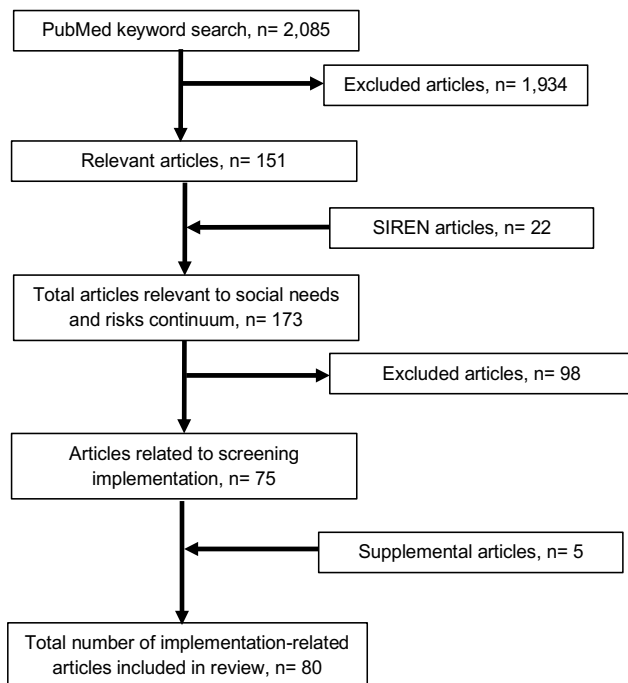 PubMed keyword search, n= 2,085
Excluded articles, n= 1,934
Relevant articles, n= 151
SIREN articles, n= 22
Total articles relevant to social needs
and risks continuum, n= 173
Excluded articles, n= 98
Articles related to screening
implementation, n= 75
Supplemental articles, n= 5
Total number of implementation-related
articles included in review, n= 80